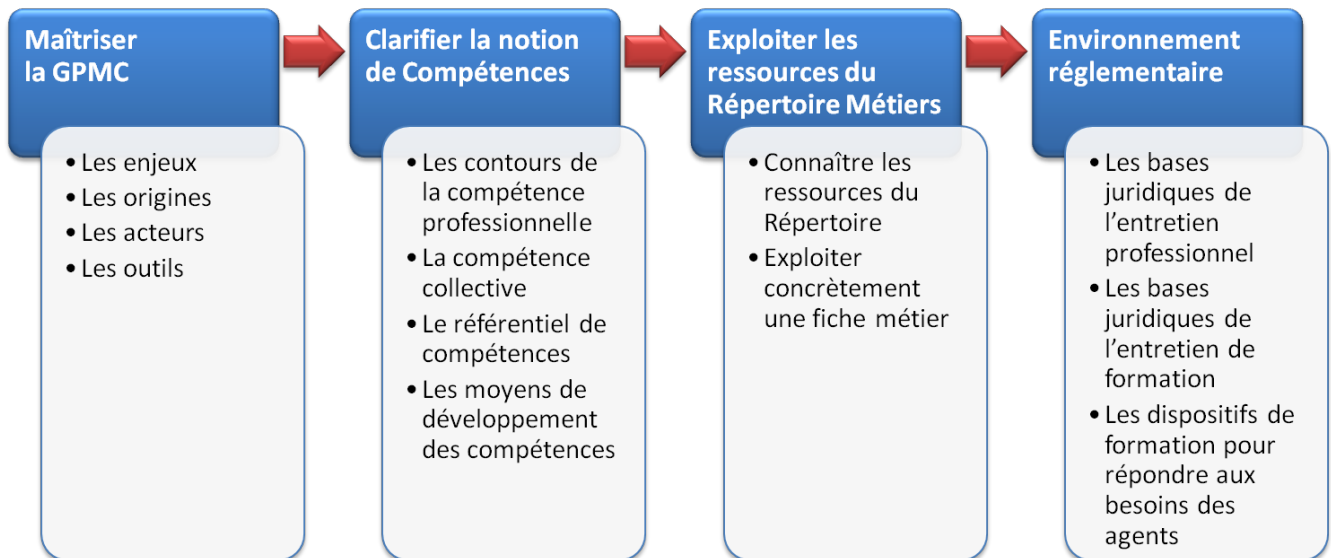 Maîtriser
la GPMC
• Les enjeux
• Les origines
• Les acteurs
• Les outils
Clarifier la notion
de Compétences
• Les contours de
la compétence
professionnelle
• La compétence
collective
• Le référentiel de
compétences
• Les moyens de
développement
des compétences
Exploiter les
ressources du
Répertoire Métiers
• Connaître les
ressources du
Répertoire
• Exploiter
concrètement
une fiche métier
Environnement
réglementaire
• Les bases
juridiques de
l’entretien
professionnel
• Les bases
juridiques de
l’entretien de
formation
• Les dispositifs de
formation pour
répondre aux
besoins des
agents